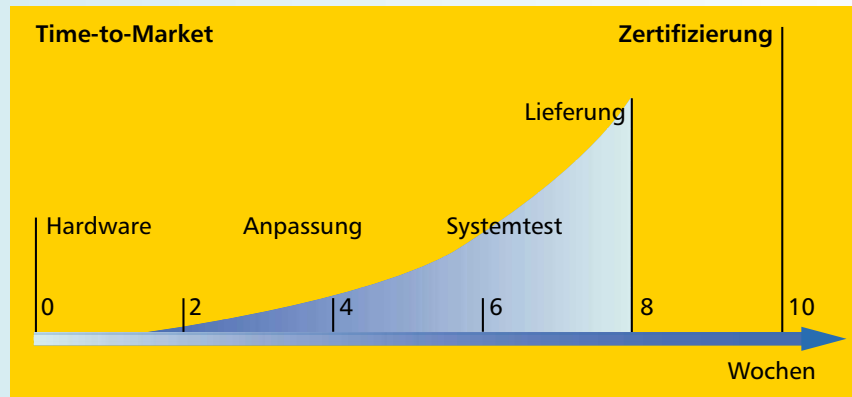 Time-to-Market
Zertifizierung
Lieferung
Hardware
Anpassung
Systemtest
0
2
4
6
8
10
Wochen